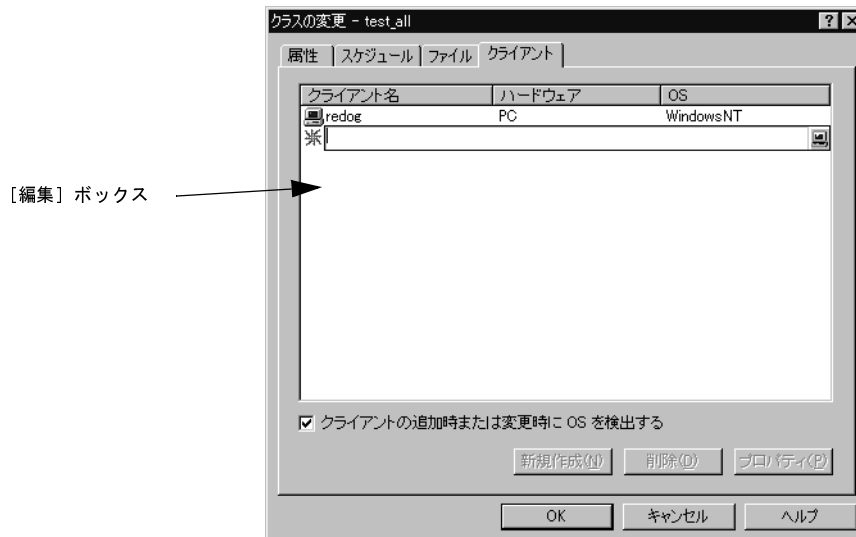 クラスの変更 - test_all
属性 スケジュール ファイル クライアント
クライアント名 ハードウェア OS
redog PC WindowsNT
[編集] ボックス
クライアントの追加時または変更時に OS を検出する
新規作成(N) 削除(D) プロパティ(P)
OK キャンセル ヘルプ